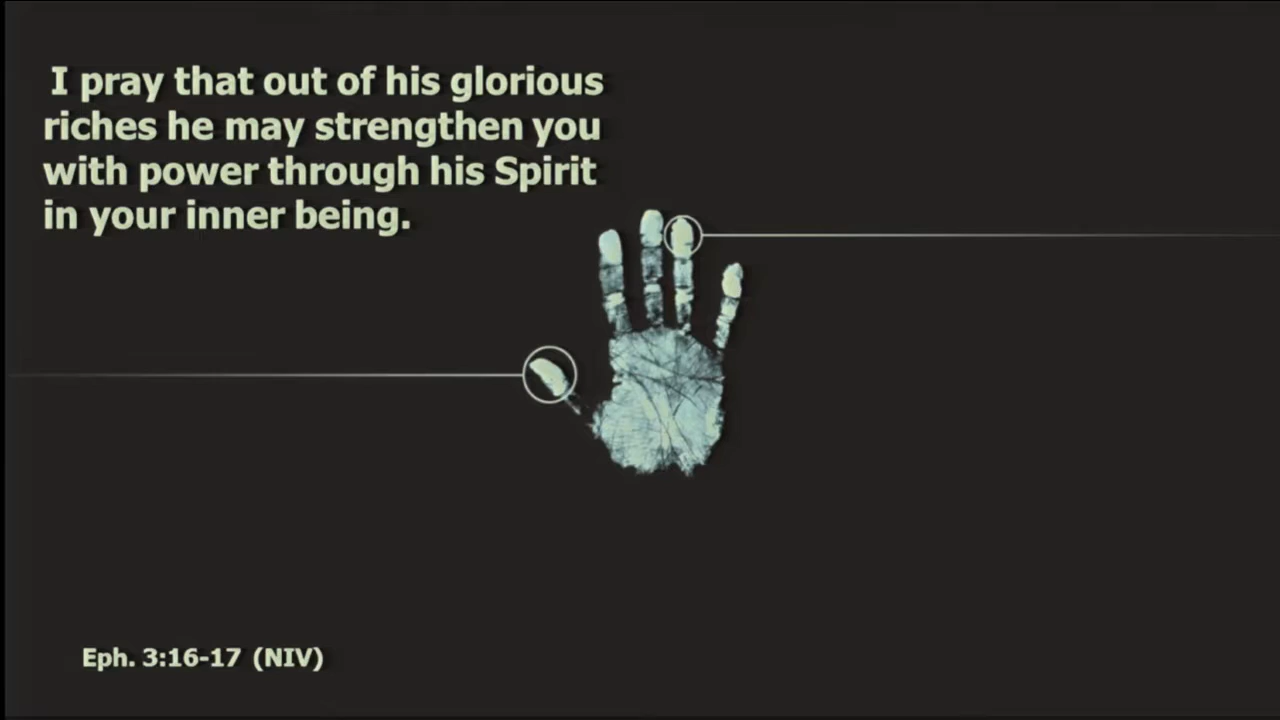 I pray that out of his glorious
riches he may strengthen you
with power through his Spirit
in your inner being.
Eph. 3:16-17 (NIV)